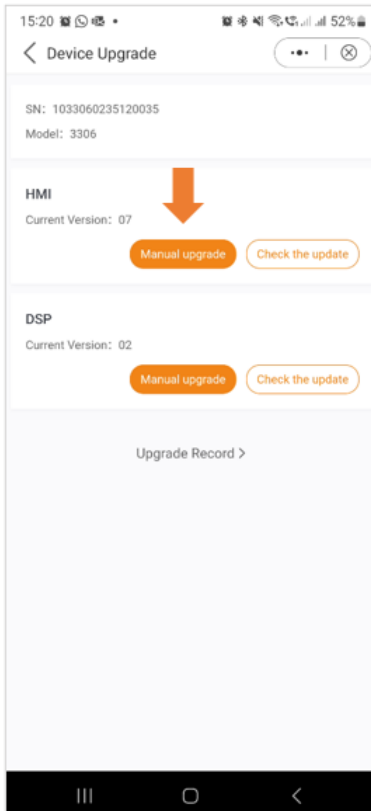 15:20 52%
Device Upgrade
SN: 1033060235120035
Model: 3306
HMI
Current Version: 07
Manual upgrade Check the update
DSP
Current Version: 02
Manual upgrade Check the update
Upgrade Record >